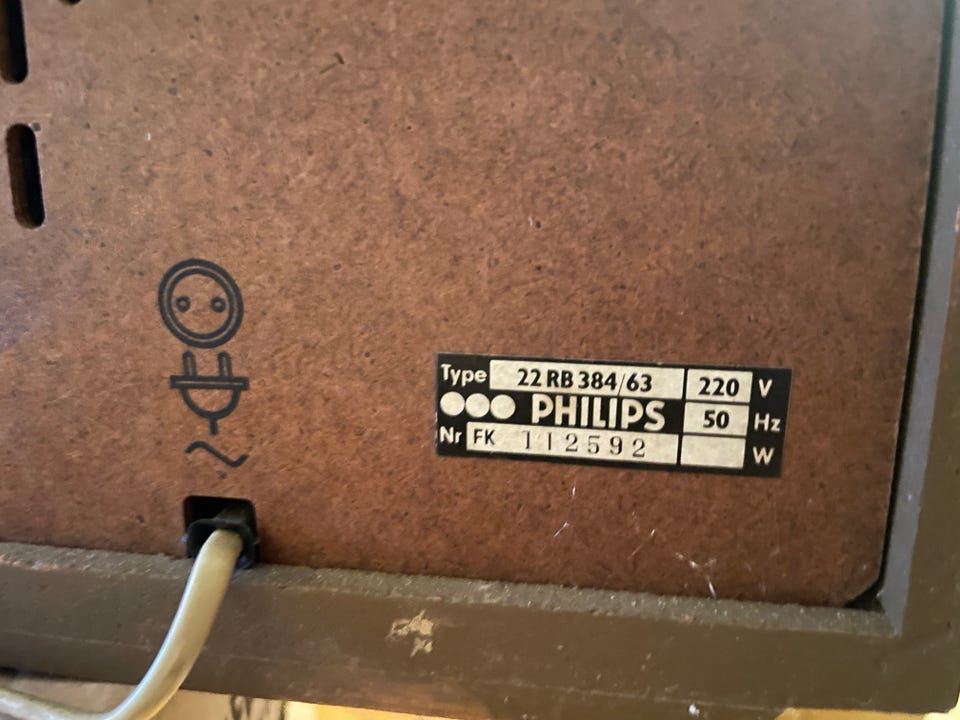 Type 22 RB 384/63 220 V
PHILIPS 50 Hz
Nr FK 112592 W